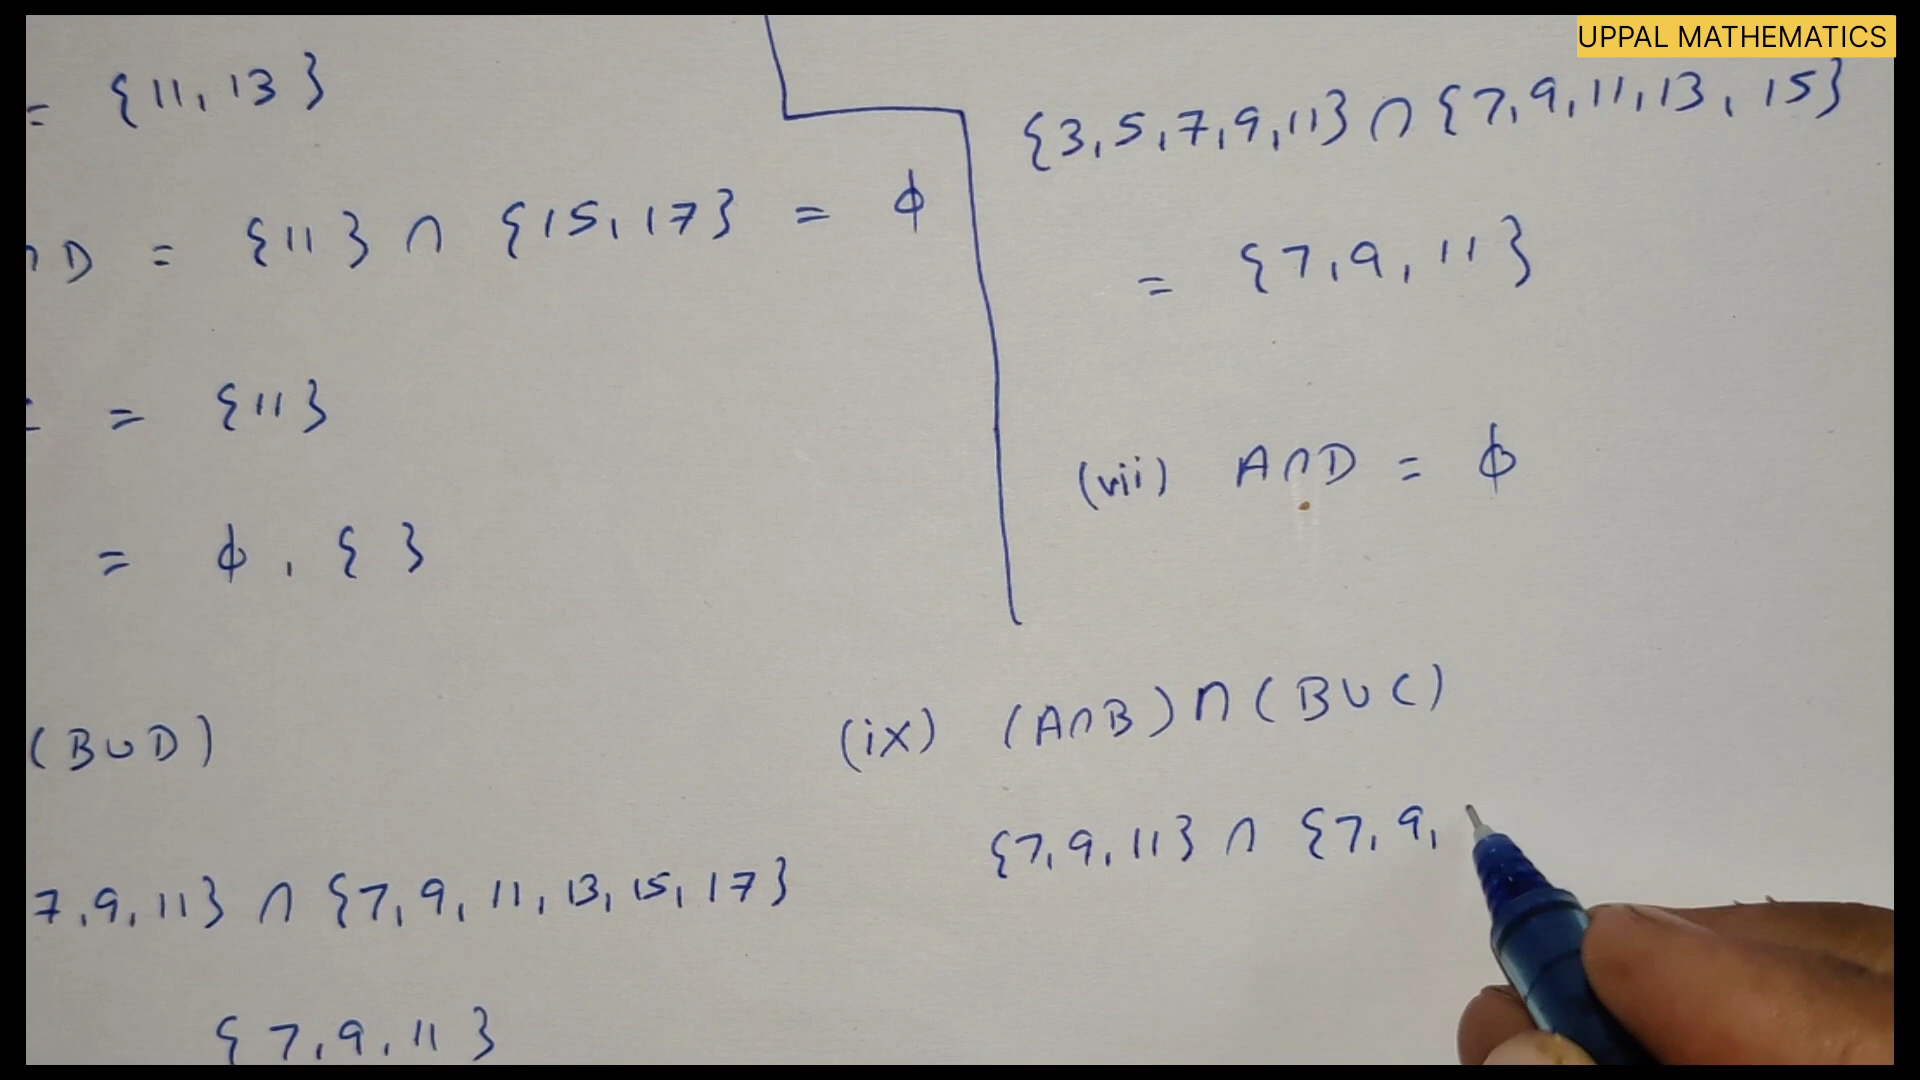 UPPAL MATHEMATICS
= {11, 13}
∩ D = {11} ∩ {15, 17} = ϕ
= {11}
= ϕ, { }
{3, 5, 7, 9, 11} ∩ {7, 9, 11, 13, 15}
= {7, 9, 11}
(vii) A∩D = ϕ
(B∪D)
7, 9, 11} ∩ {7, 9, 11, 13, 15, 17}
{7, 9, 11}
(ix) (A∩B) ∩ (B∪C)
{7, 9, 11} ∩ {7, 9,